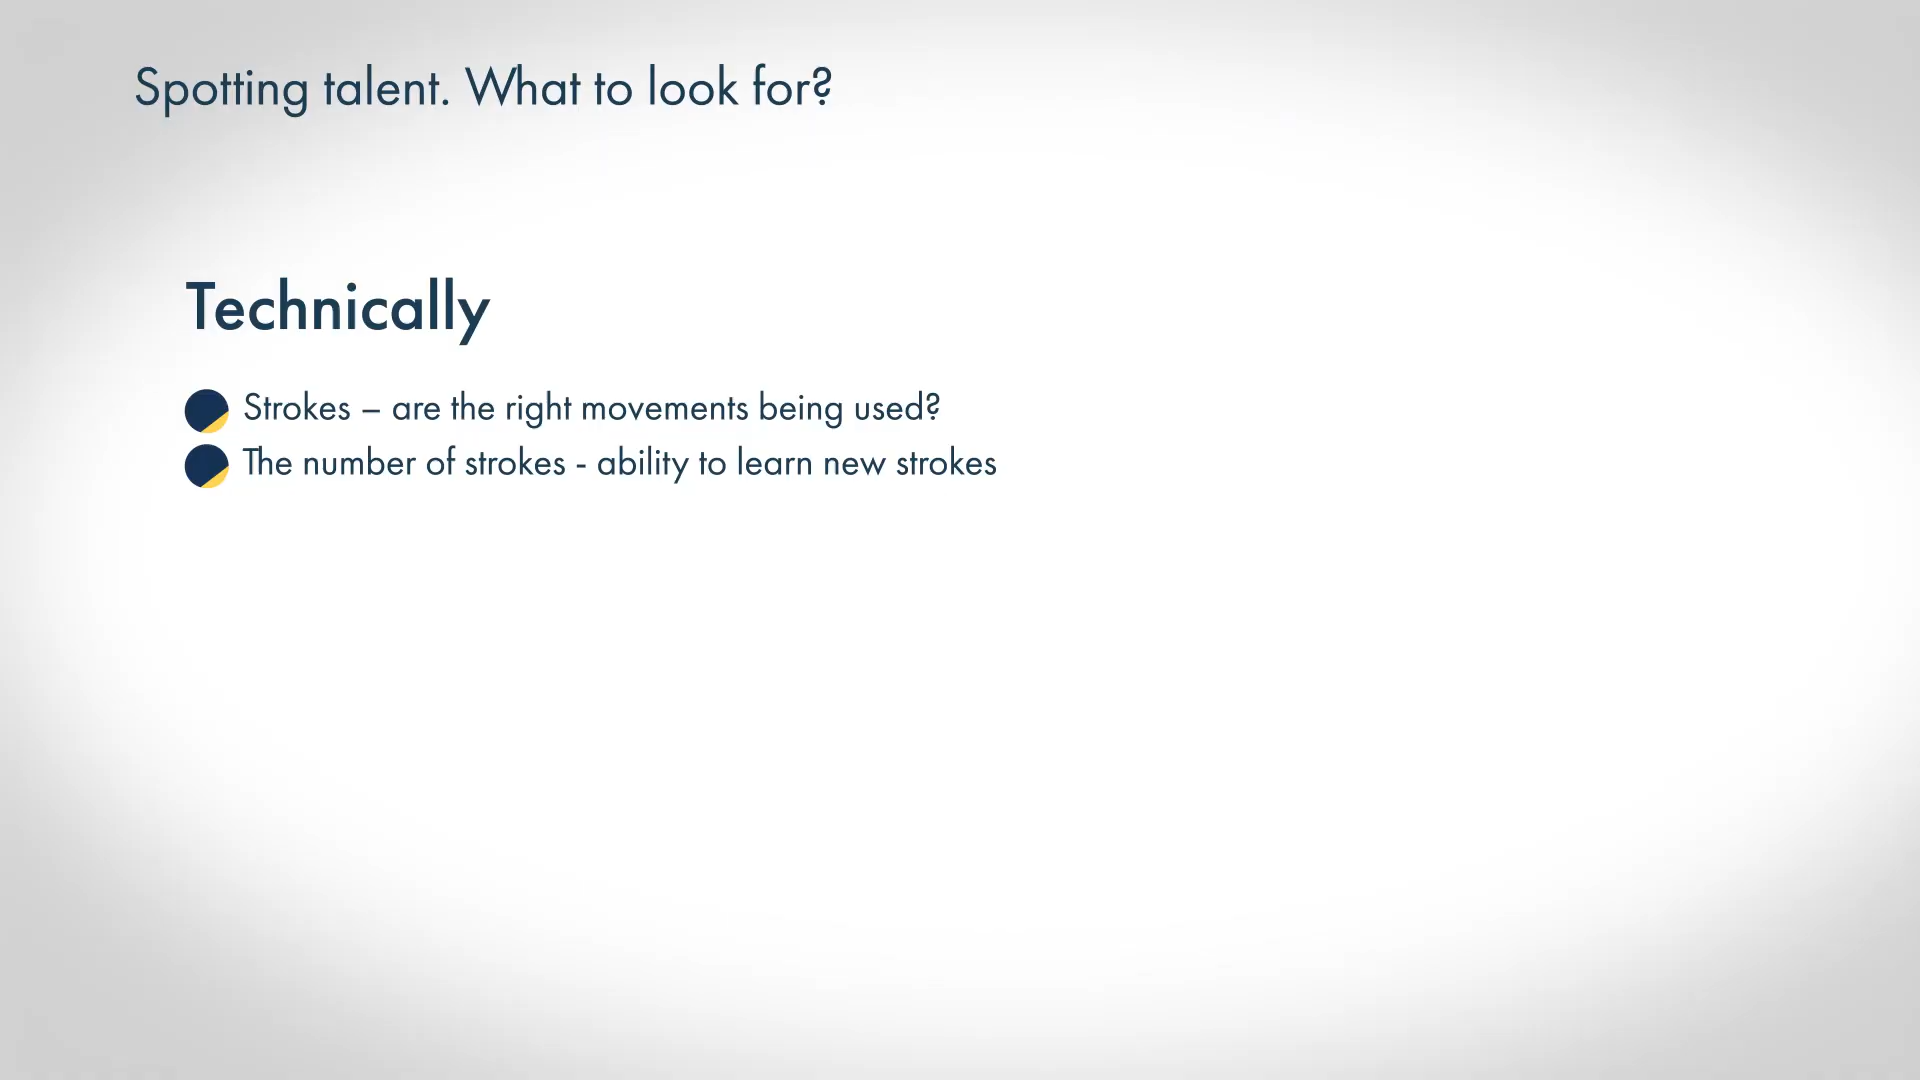 Spotting talent. What to look for?
Technically
Strokes – are the right movements being used?
The number of strokes - ability to learn new strokes